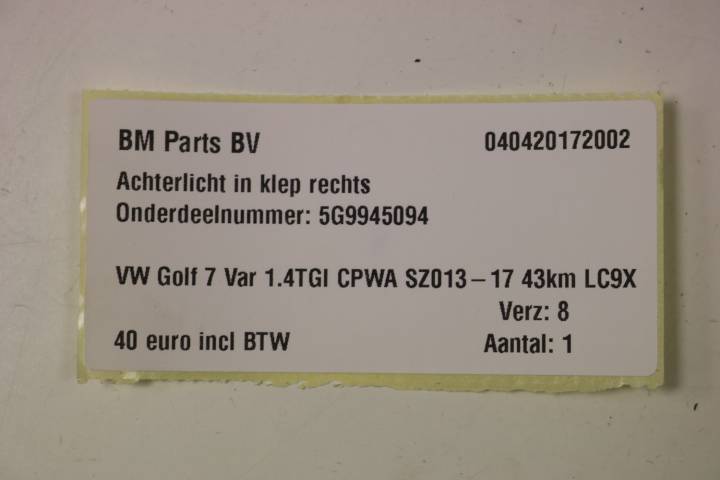 BM Parts BV 040420172002
Achterlicht in klep rechts
Onderdeelnummer: 5G9945094
VW Golf 7 Var 1.4TGI CPWA SZ013-17 43km LC9X
Verz: 8
40 euro incl BTW Aantal: 1